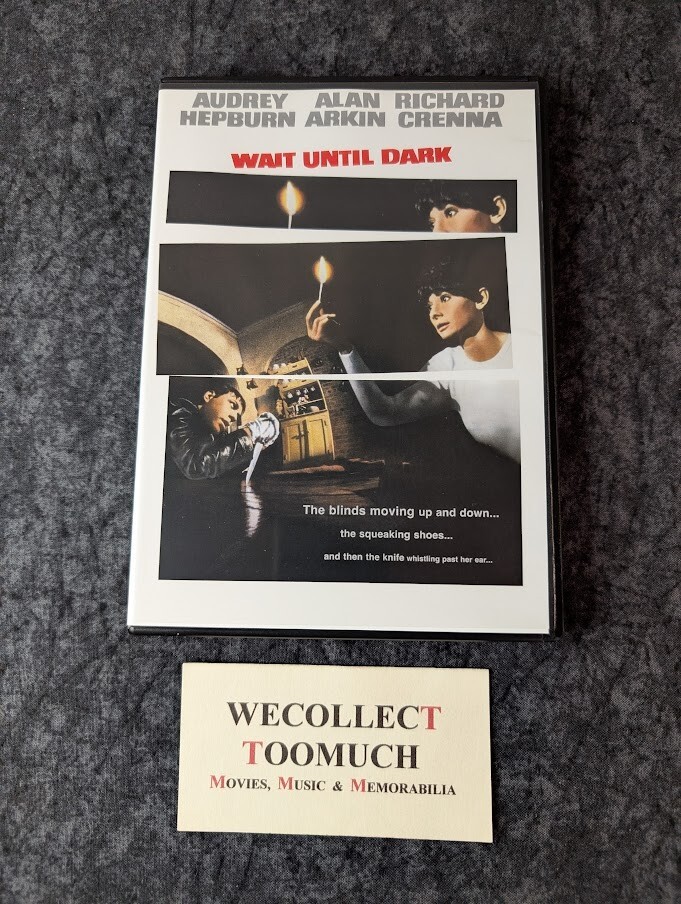 AUDREY ALAN RICHARD
HEPBURN ARKIN CRENNA
WAIT UNTIL DARK
The blinds moving up and down...
the squeaking shoes...
and then the knife whistling past her ear...
WECOLLECT
TOOMUCH
MOVIES, MUSIC & MEMORABILIA